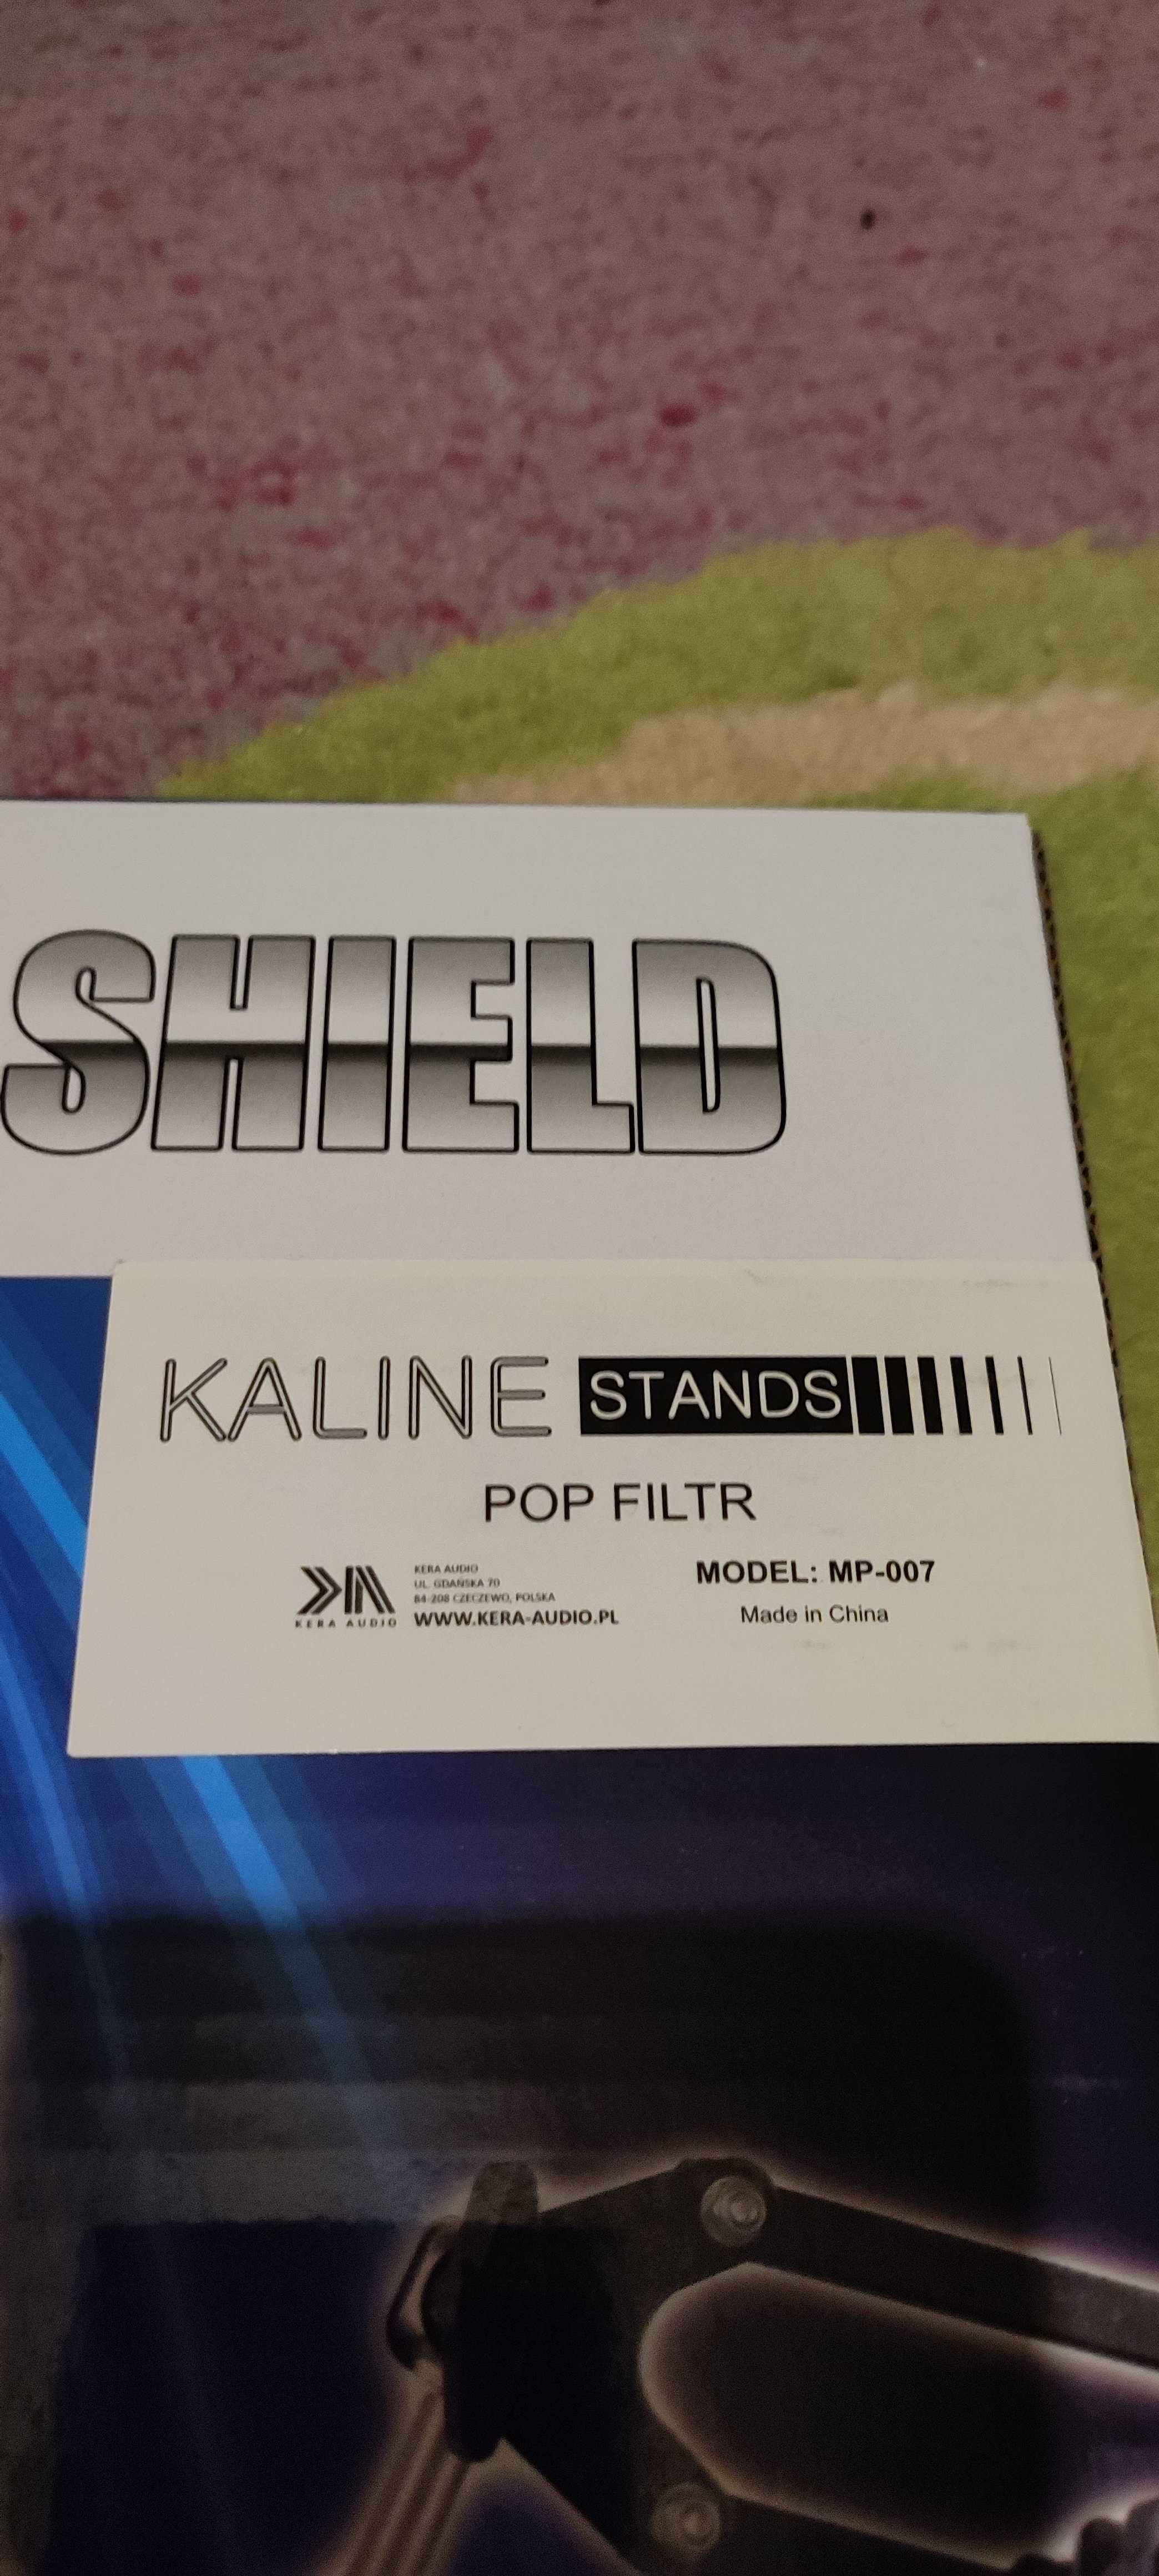 SHIELD
KALINE STANDS
POP FILTR
KERA AUDIO
KERA AUDIO
UL. GDAŃSKA 70
84-208 CZECZEWO, POLSKA
WWW.KERA-AUDIO.PL
MODEL: MP-007
Made in China